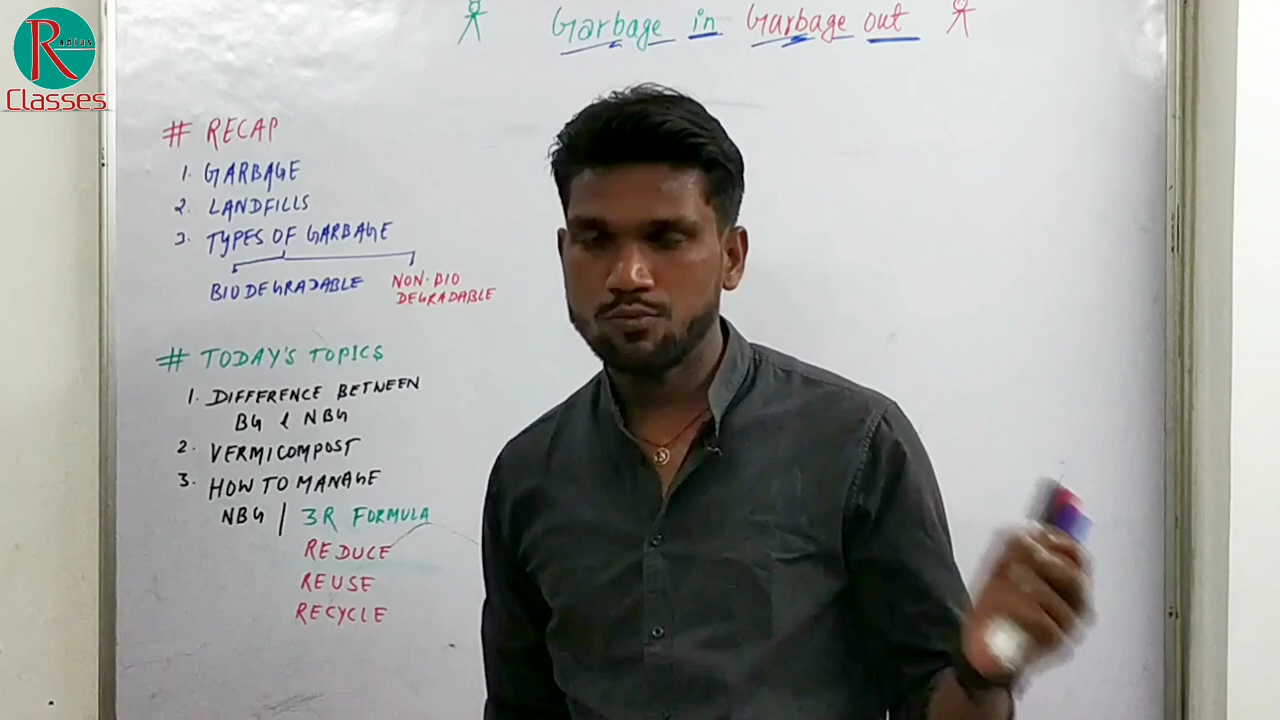 Radius
Classes
Garbage in Garbage out
# RECAP
1. GARBAGE
2. LANDFILLS
3. TYPES OF GARBAGE
BIODEGRADABLE
NON-BIO
DEGRADABLE
# TODAY'S TOPICS
1. DIFFERENCE BETWEEN
BG & NBG
2. VERMICOMPOST
3. HOW TO MANAGE
NBG / 3R FORMULA
REDUCE
REUSE
RECYCLE